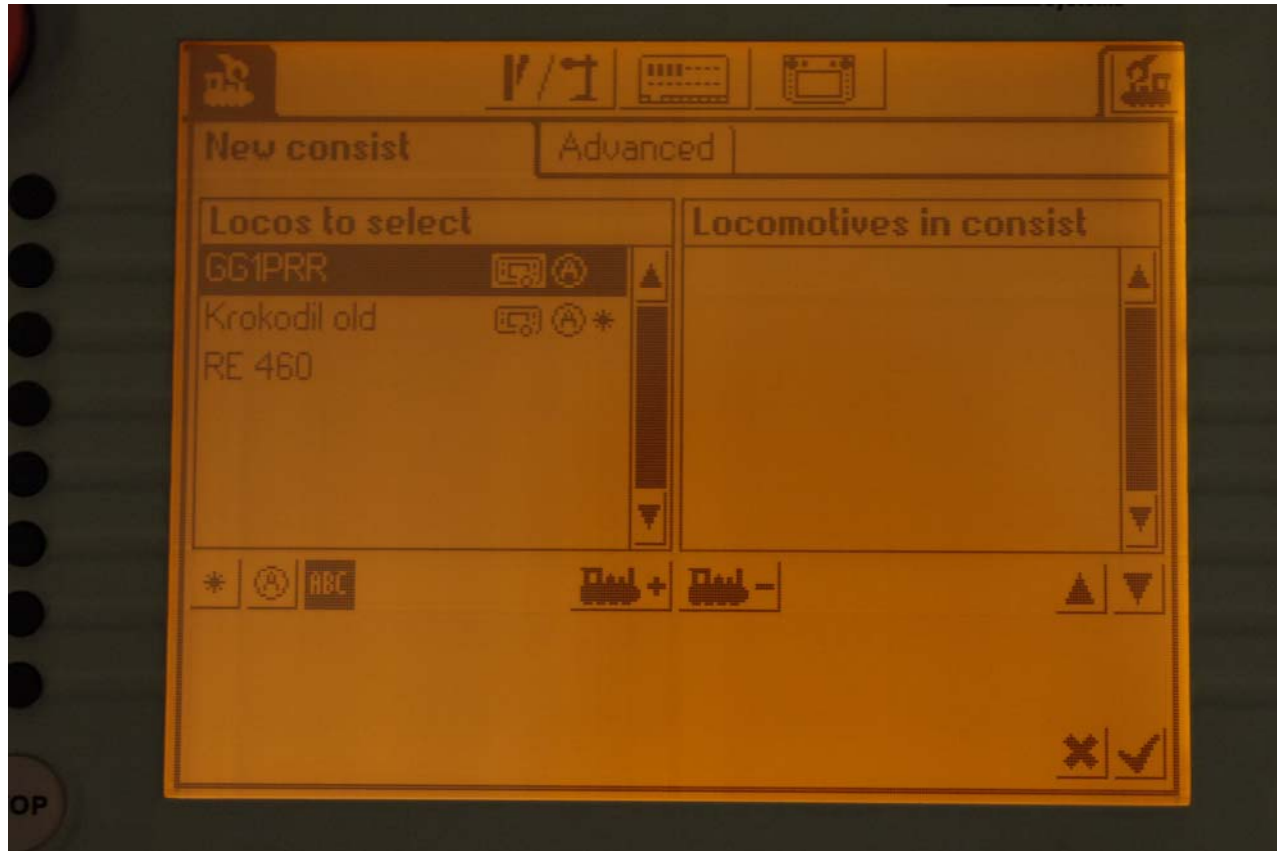 New consist
Advanced
Locos to select
Locomotives in consist
GG1PRR
Krokodil old
RE 460
ABC
OP